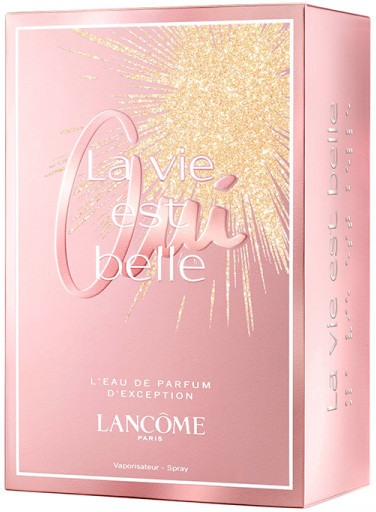 La vie
est
Oui
belle
L'EAU DE PARFUM
D'EXCEPTION
LANCÔME
PARIS
Vaporisateur - Spray
La vie est belle